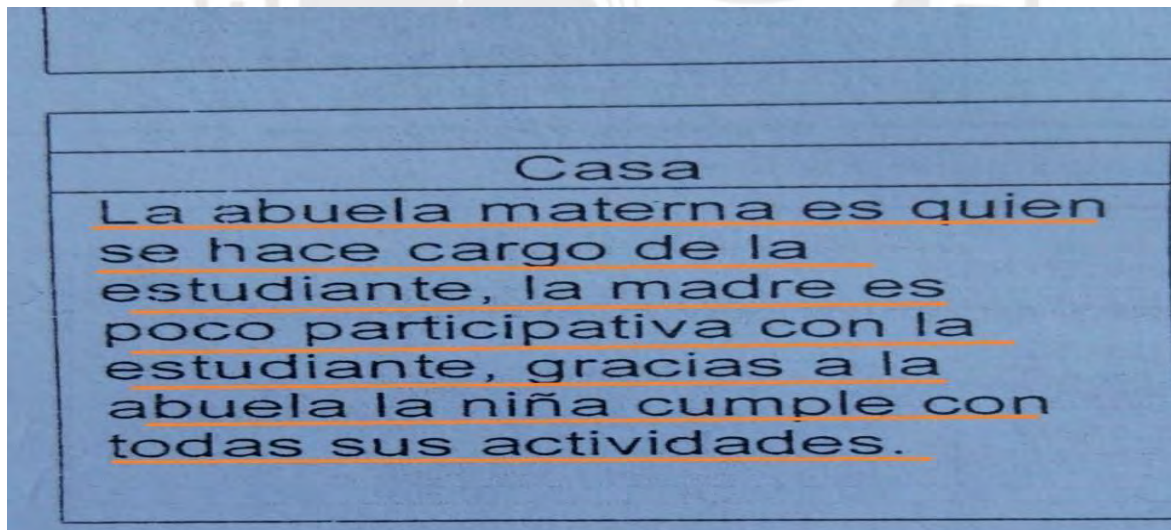 Casa
La abuela materna es quien
se hace cargo de la
estudiante, la madre es
poco participativa con la
estudiante, gracias a la
abuela la niña cumple con
todas sus actividades.